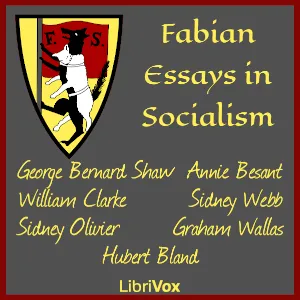 F. S.
Fabian
Essays in
Socialism
George Bernard Shaw Annie Besant
William Clarke Sidney Webb
Sidney Olivier Graham Wallas
Hubert Bland
LibriVox